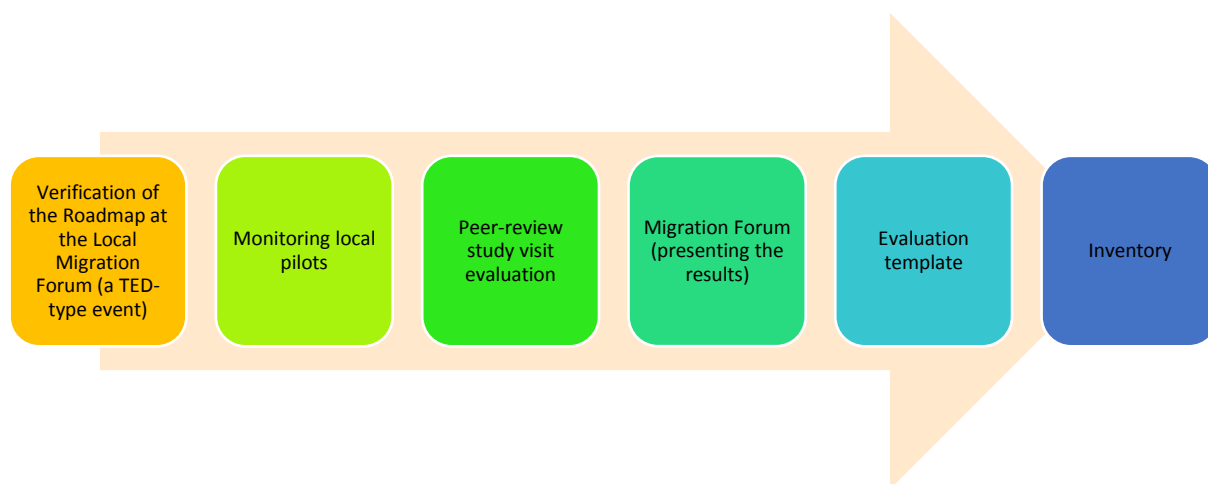 Verification of
the Roadmap at
the Local
Migration
Forum (a TED-
type event)
Monitoring local
pilots
Peer-review
study visit
evaluation
Migration Forum
(presenting the
results)
Evaluation
template
Inventory